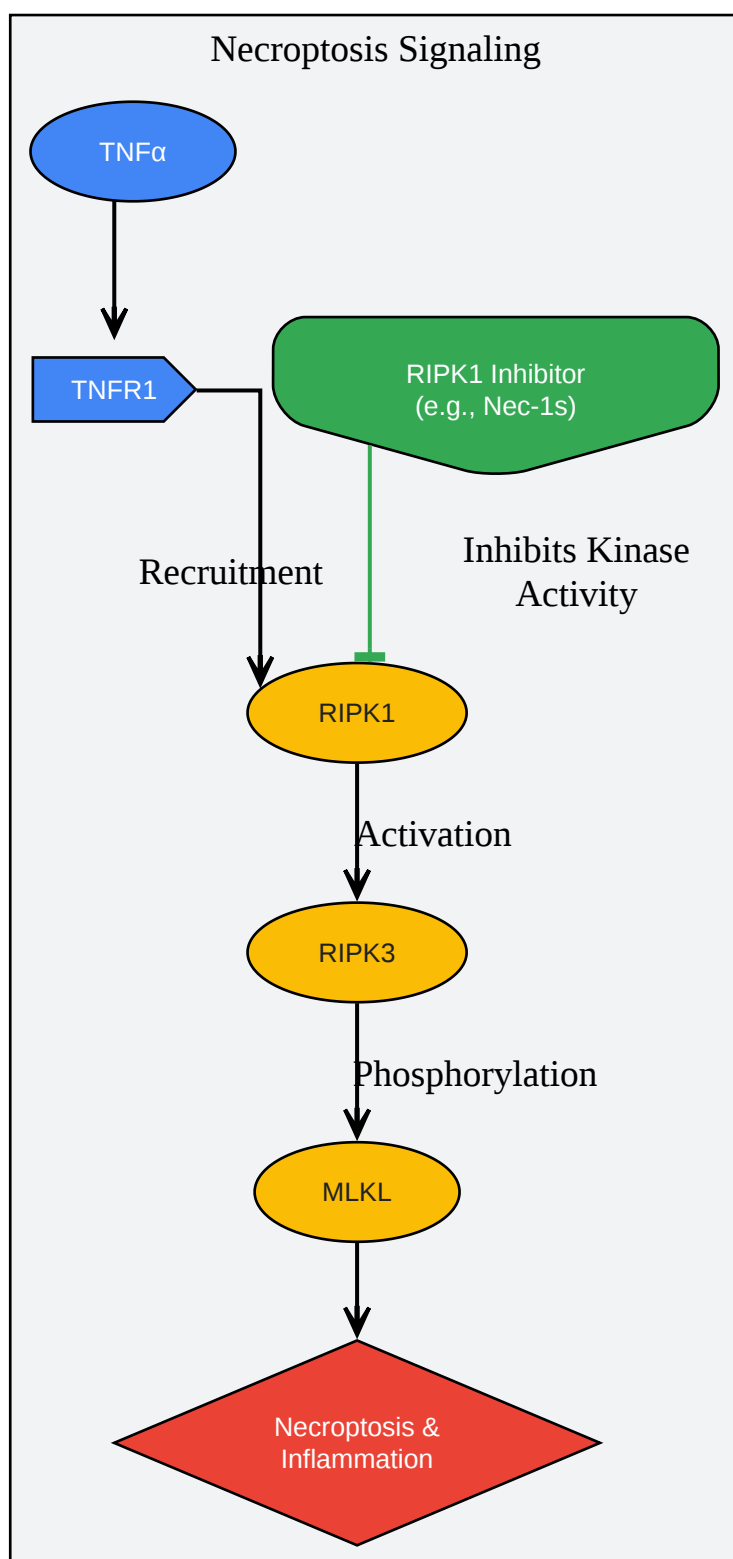 Necroptosis Signaling
TNFα
TNFR1
RIPK1 Inhibitor
(e.g., Nec-1s)
Recruitment
Inhibits Kinase
Activity
RIPK1
Activation
RIPK3
Phosphorylation
MLKL
Necroptosis &
Inflammation